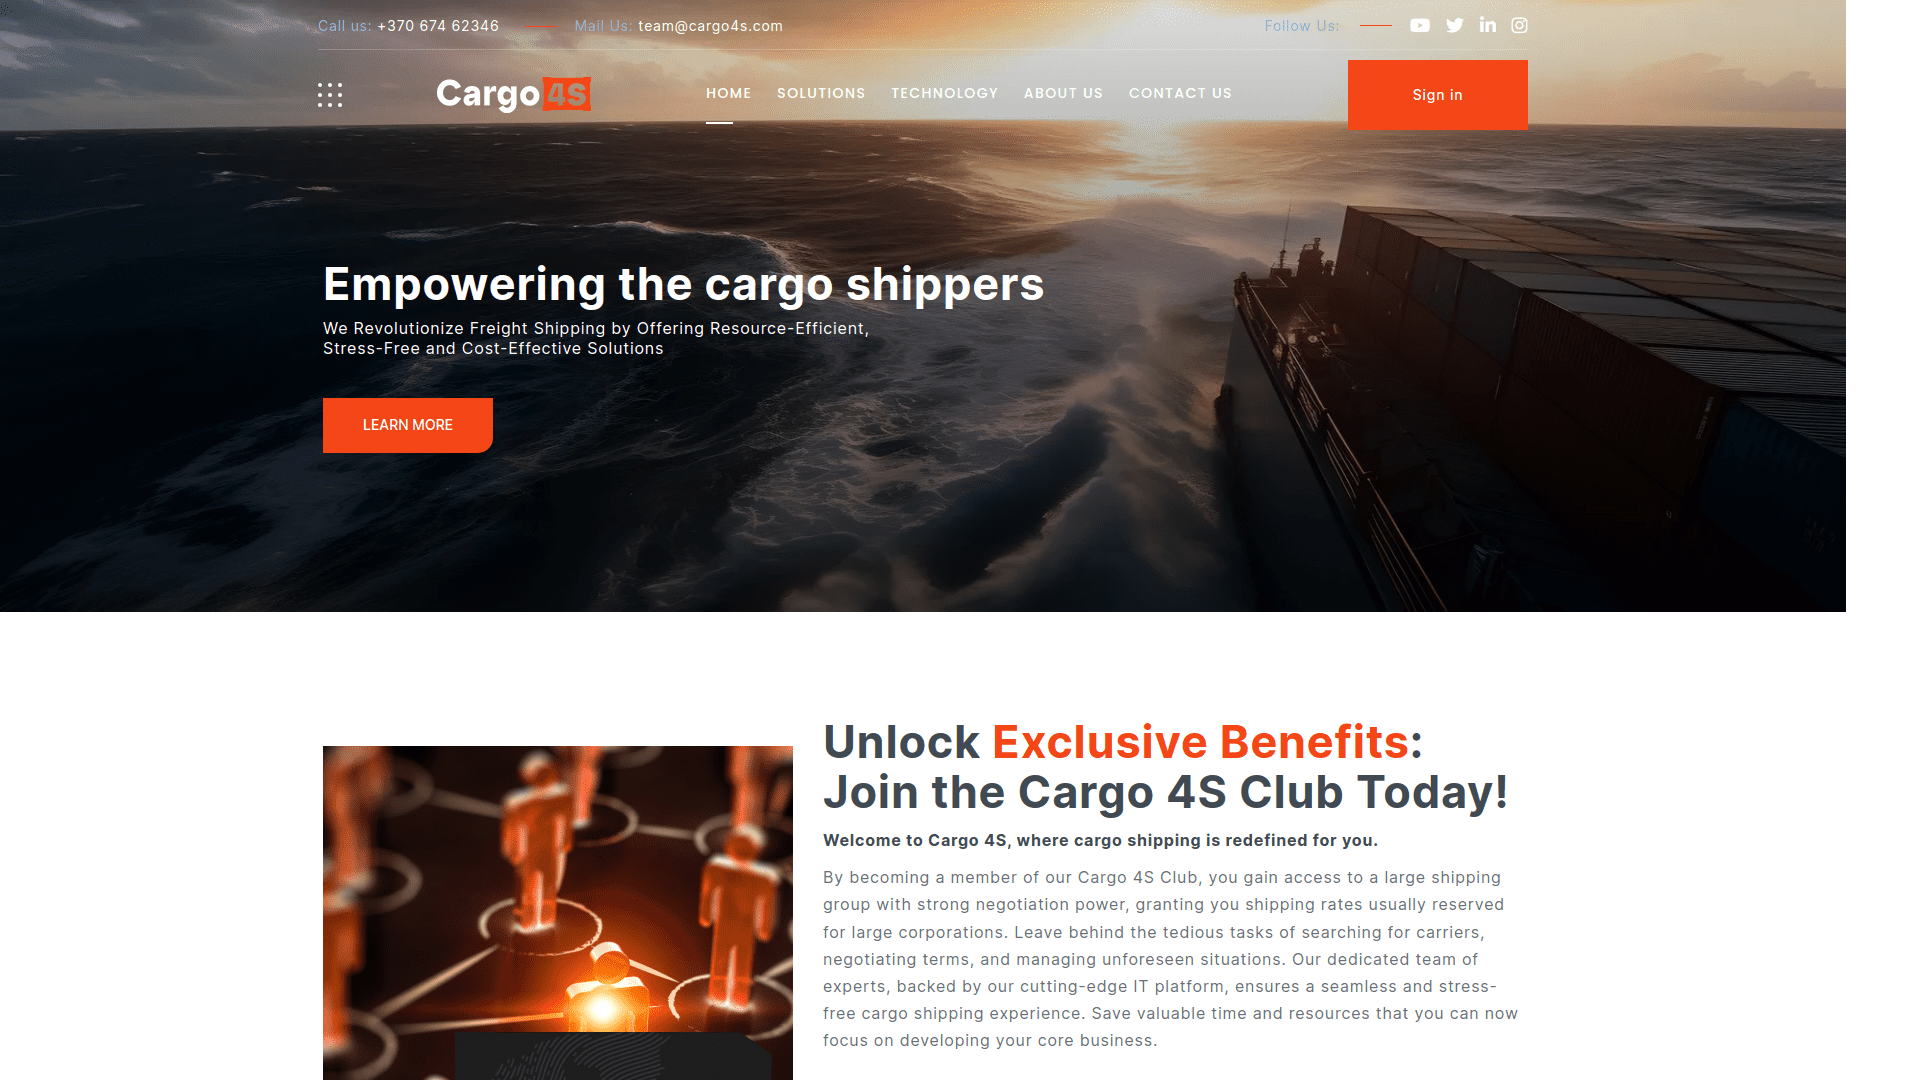 Call us: +370 674 62346
Mail Us: team@cargo4s.com
Follow Us:
Cargo4S
HOME
SOLUTIONS
TECHNOLOGY
ABOUT US
CONTACT US
Sign in
Empowering the cargo shippers
We Revolutionize Freight Shipping by Offering Resource-Efficient,
Stress-Free and Cost-Effective Solutions
LEARN MORE
Unlock Exclusive Benefits:
Join the Cargo 4S Club Today!
Welcome to Cargo 4S, where cargo shipping is redefined for you.
By becoming a member of our Cargo 4S Club, you gain access to a large shipping
group with strong negotiation power, granting you shipping rates usually reserved
for large corporations. Leave behind the tedious tasks of searching for carriers,
negotiating terms, and managing unforeseen situations. Our dedicated team of
experts, backed by our cutting-edge IT platform, ensures a seamless and stress-
free cargo shipping experience. Save valuable time and resources that you can now
focus on developing your core business.